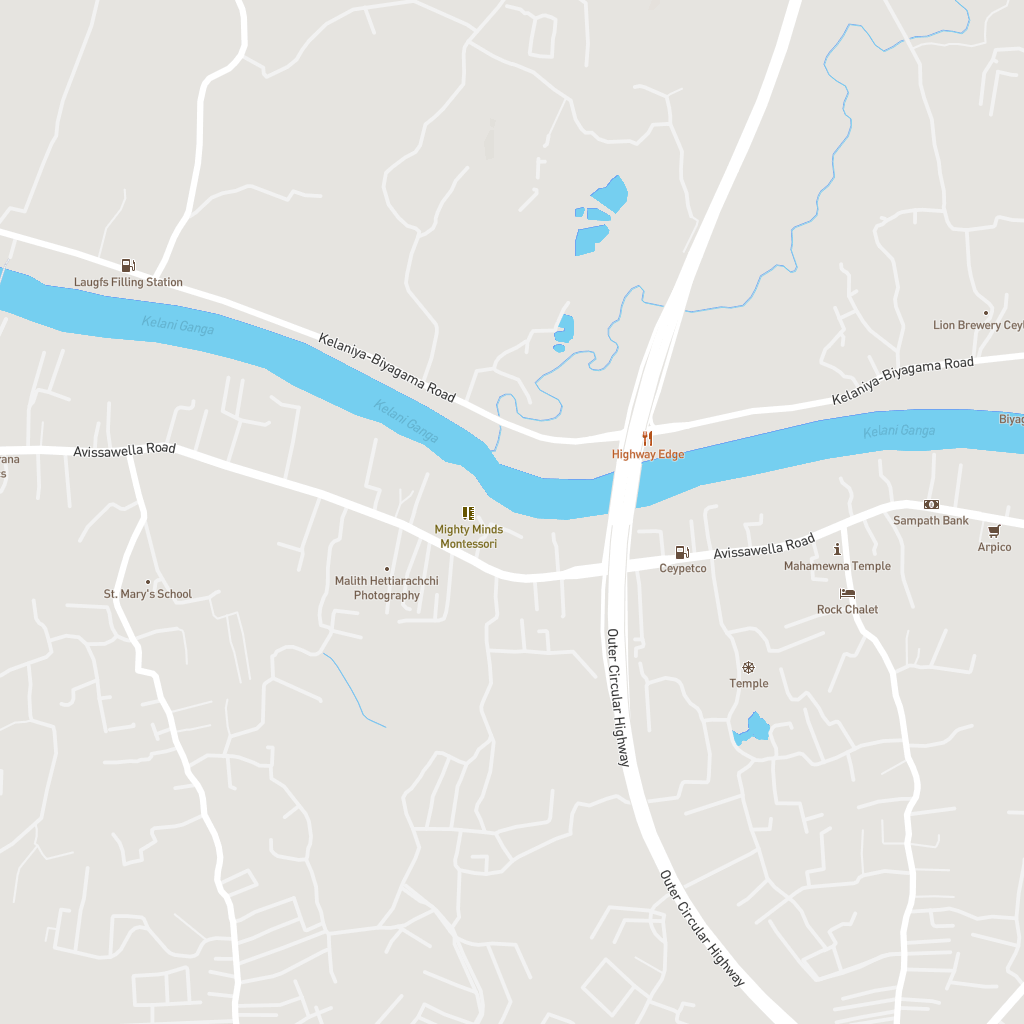 Laugfs Filling Station
Lion Brewery Ceyl
Kelani Ganga
Kelaniya-Biyagama Road
Kelaniya-Biyagama Road
Kelani Ganga
Biyag
Kelani Ganga
Highway Edge
Avissawella Road
rana
s
Mighty Minds
Montessori
Sampath Bank
Arpico
Avissawella Road
Ceypetco
Mahamewna Temple
Malith Hettiarachchi
Photography
St. Mary's School
Rock Chalet
Outer Circular Highway
Temple
Outer Circular Highway